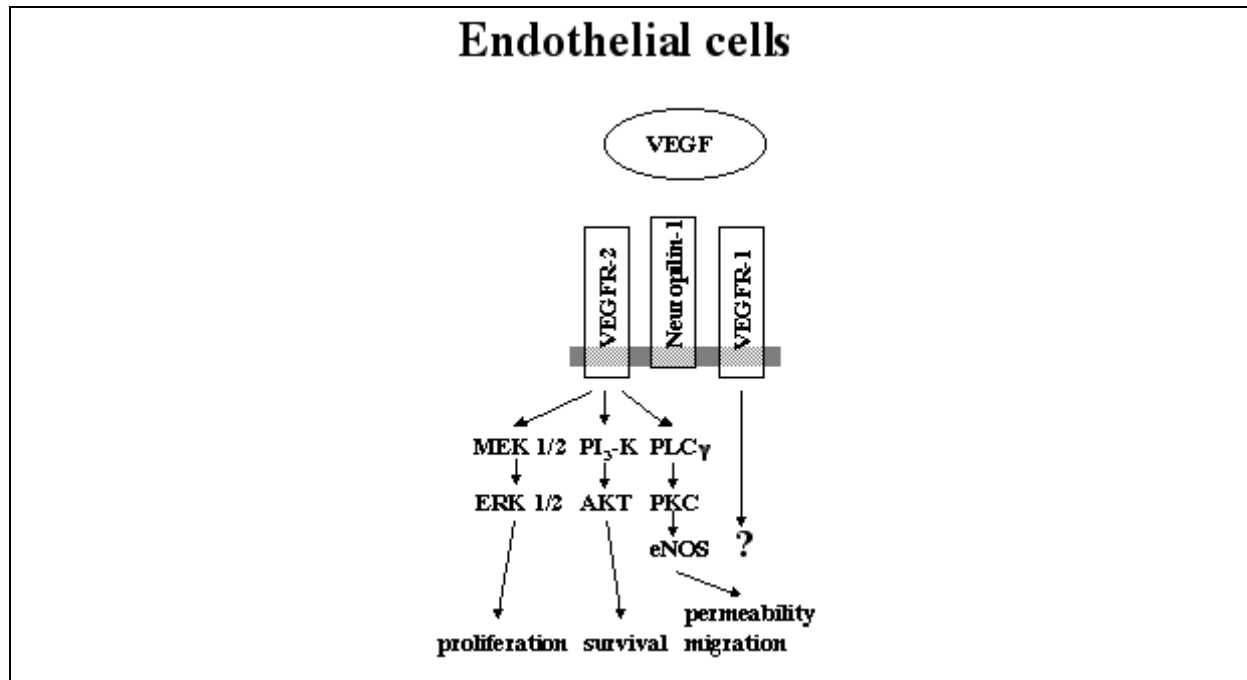 Endothelial cells
VEGF
VEGFR-2
Neuropilin-1
VEGFR-1
MEK 1/2 PI3-K PLCγ
ERK 1/2 AKT PKC
eNOS ?
permeability
proliferation survival migration